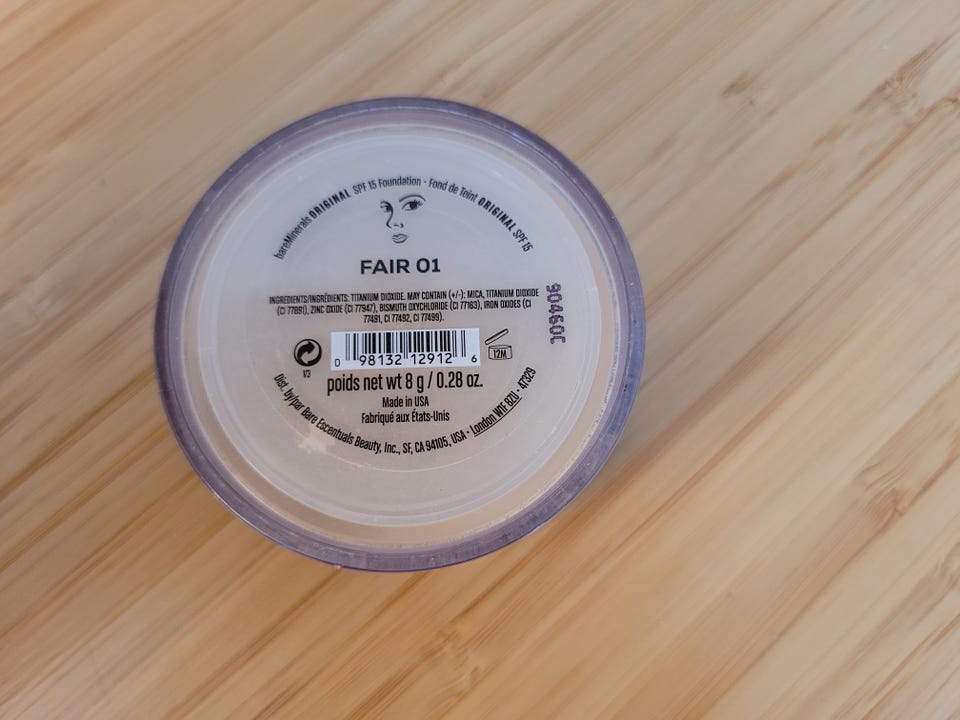 bareMinerals ORIGINAL SPF 15 Foundation · Fond de Teint ORIGINAL SPF 15
FAIR 01
INGREDIENTS/INGRÉDIENTS: TITANIUM DIOXIDE. MAY CONTAIN (+/-): MICA, TITANIUM DIOXIDE
(CI 77891), ZINC OXIDE (CI 77947), BISMUTH OXYCHLORIDE (CI 77163), IRON OXIDES (CI
77491, CI 77492, CI 77499).
90460C
0 98132 12912 6
12M
V3
poids net wt 8 g / 0.28 oz.
Made in USA
Fabriqué aux États-Unis
Dist. by/par Bare Escentuals Beauty, Inc., SF, CA 94105, USA · London W1F 8ZU · 47329